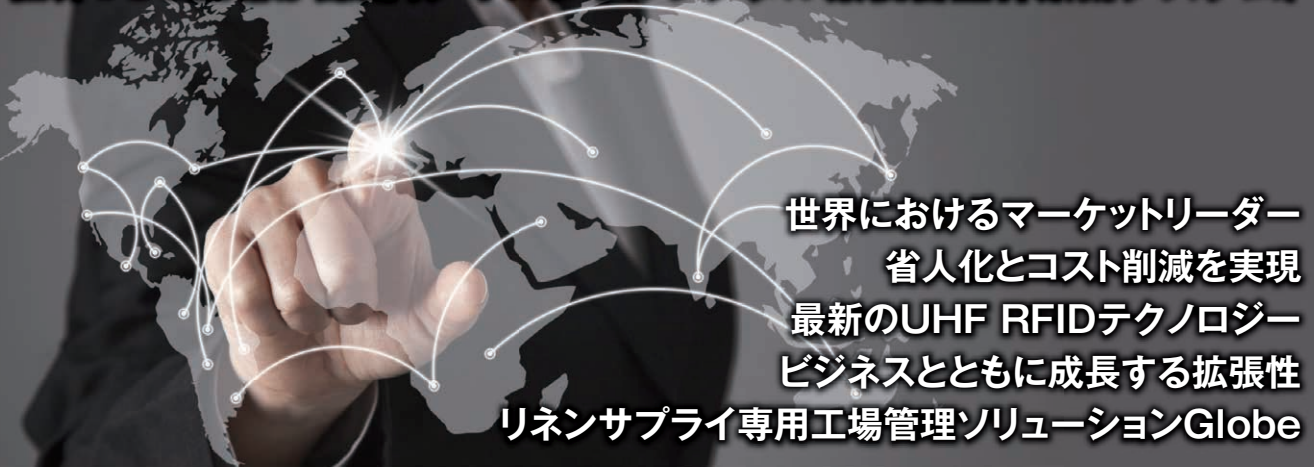 世界におけるマーケットリーダー
省人化とコスト削減を実現
最新のUHF RFIDテクノロジー
ビジネスとともに成長する拡張性
リネンサプライ専用工場管理ソリューションGlobe